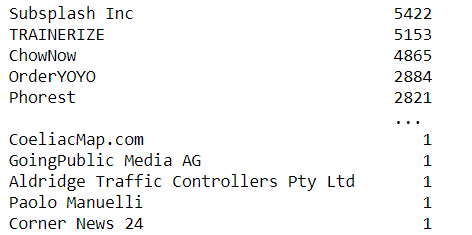 Subsplash Inc 5422
TRAINERIZE 5153
ChowNow 4865
OrderYOYO 2884
Phorest 2821
...
CoeliacMap.com 1
GoingPublic Media AG 1
Aldridge Traffic Controllers Pty Ltd 1
Paolo Manuelli 1
Corner News 24 1